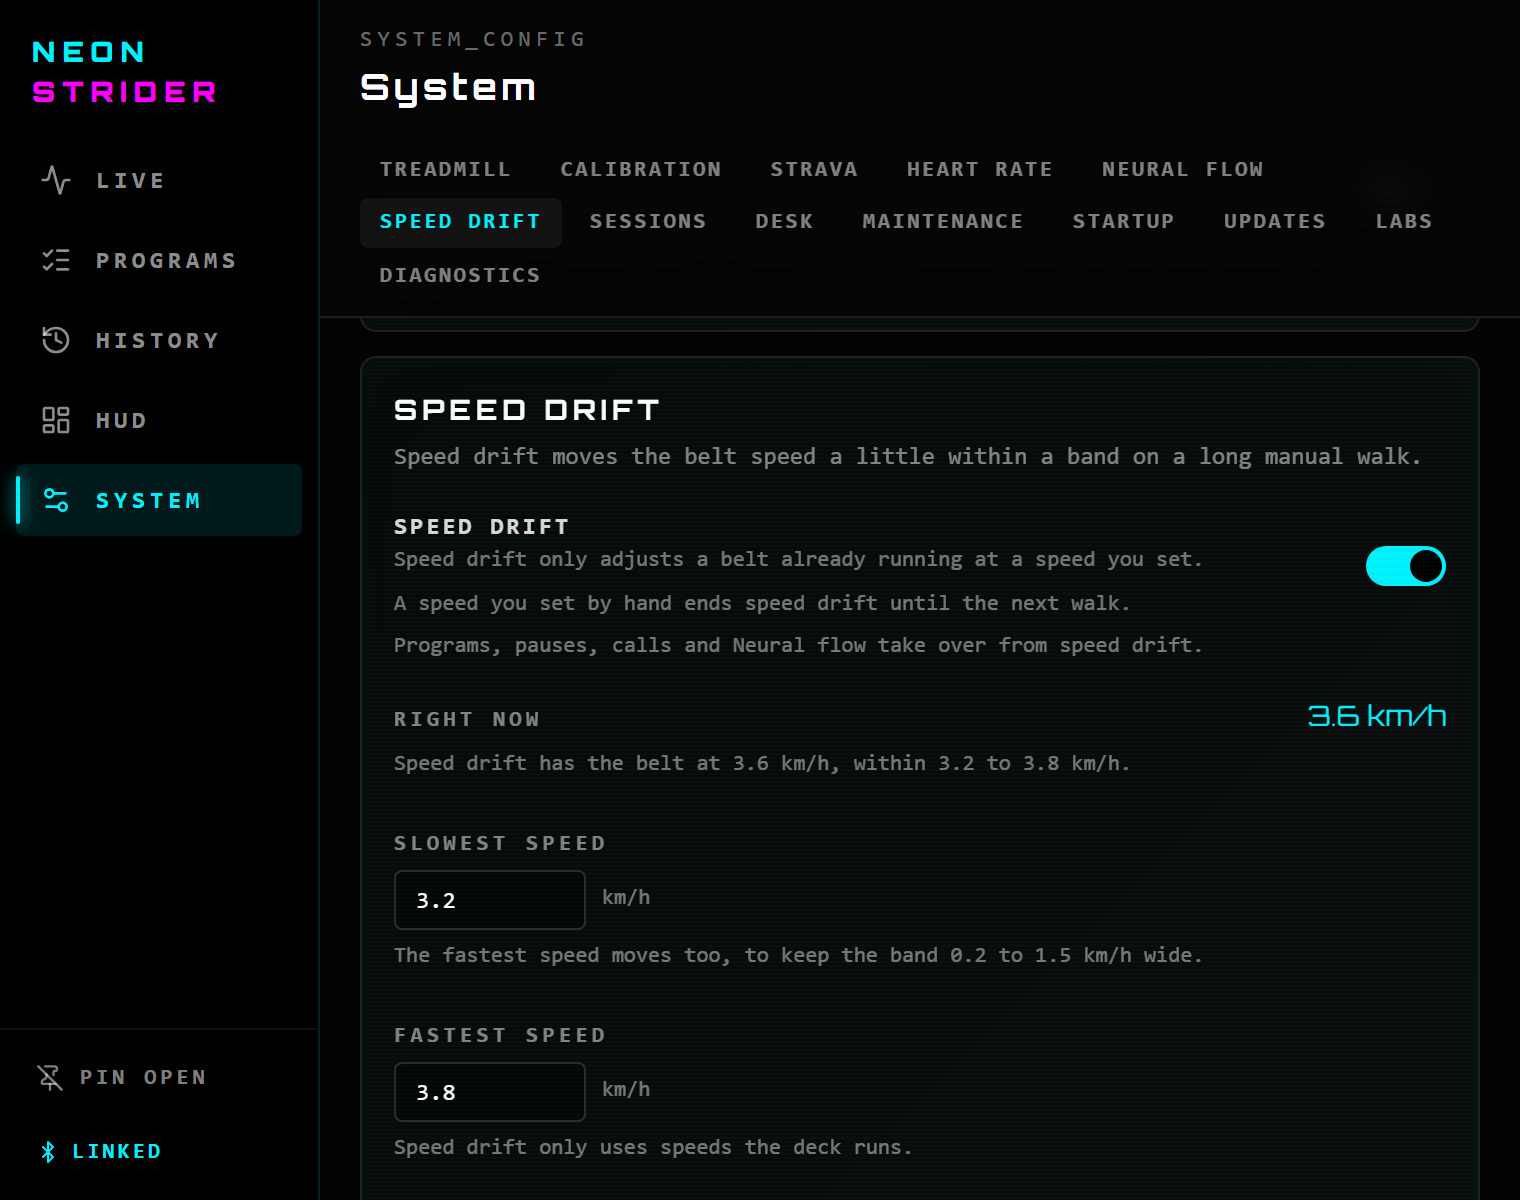 NEON
STRIDER
LIVE
PROGRAMS
HISTORY
HUD
SYSTEM
PIN OPEN
LINKED
SYSTEM_CONFIG
System
TREADMILL CALIBRATION STRAVA HEART RATE NEURAL FLOW
SPEED DRIFT SESSIONS DESK MAINTENANCE STARTUP UPDATES LABS
DIAGNOSTICS
SPEED DRIFT
Speed drift moves the belt speed a little within a band on a long manual walk.
SPEED DRIFT
Speed drift only adjusts a belt already running at a speed you set.
A speed you set by hand ends speed drift until the next walk.
Programs, pauses, calls and Neural flow take over from speed drift.
RIGHT NOW 3.6 km/h
Speed drift has the belt at 3.6 km/h, within 3.2 to 3.8 km/h.
SLOWEST SPEED
3.2 km/h
The fastest speed moves too, to keep the band 0.2 to 1.5 km/h wide.
FASTEST SPEED
3.8 km/h
Speed drift only uses speeds the deck runs.